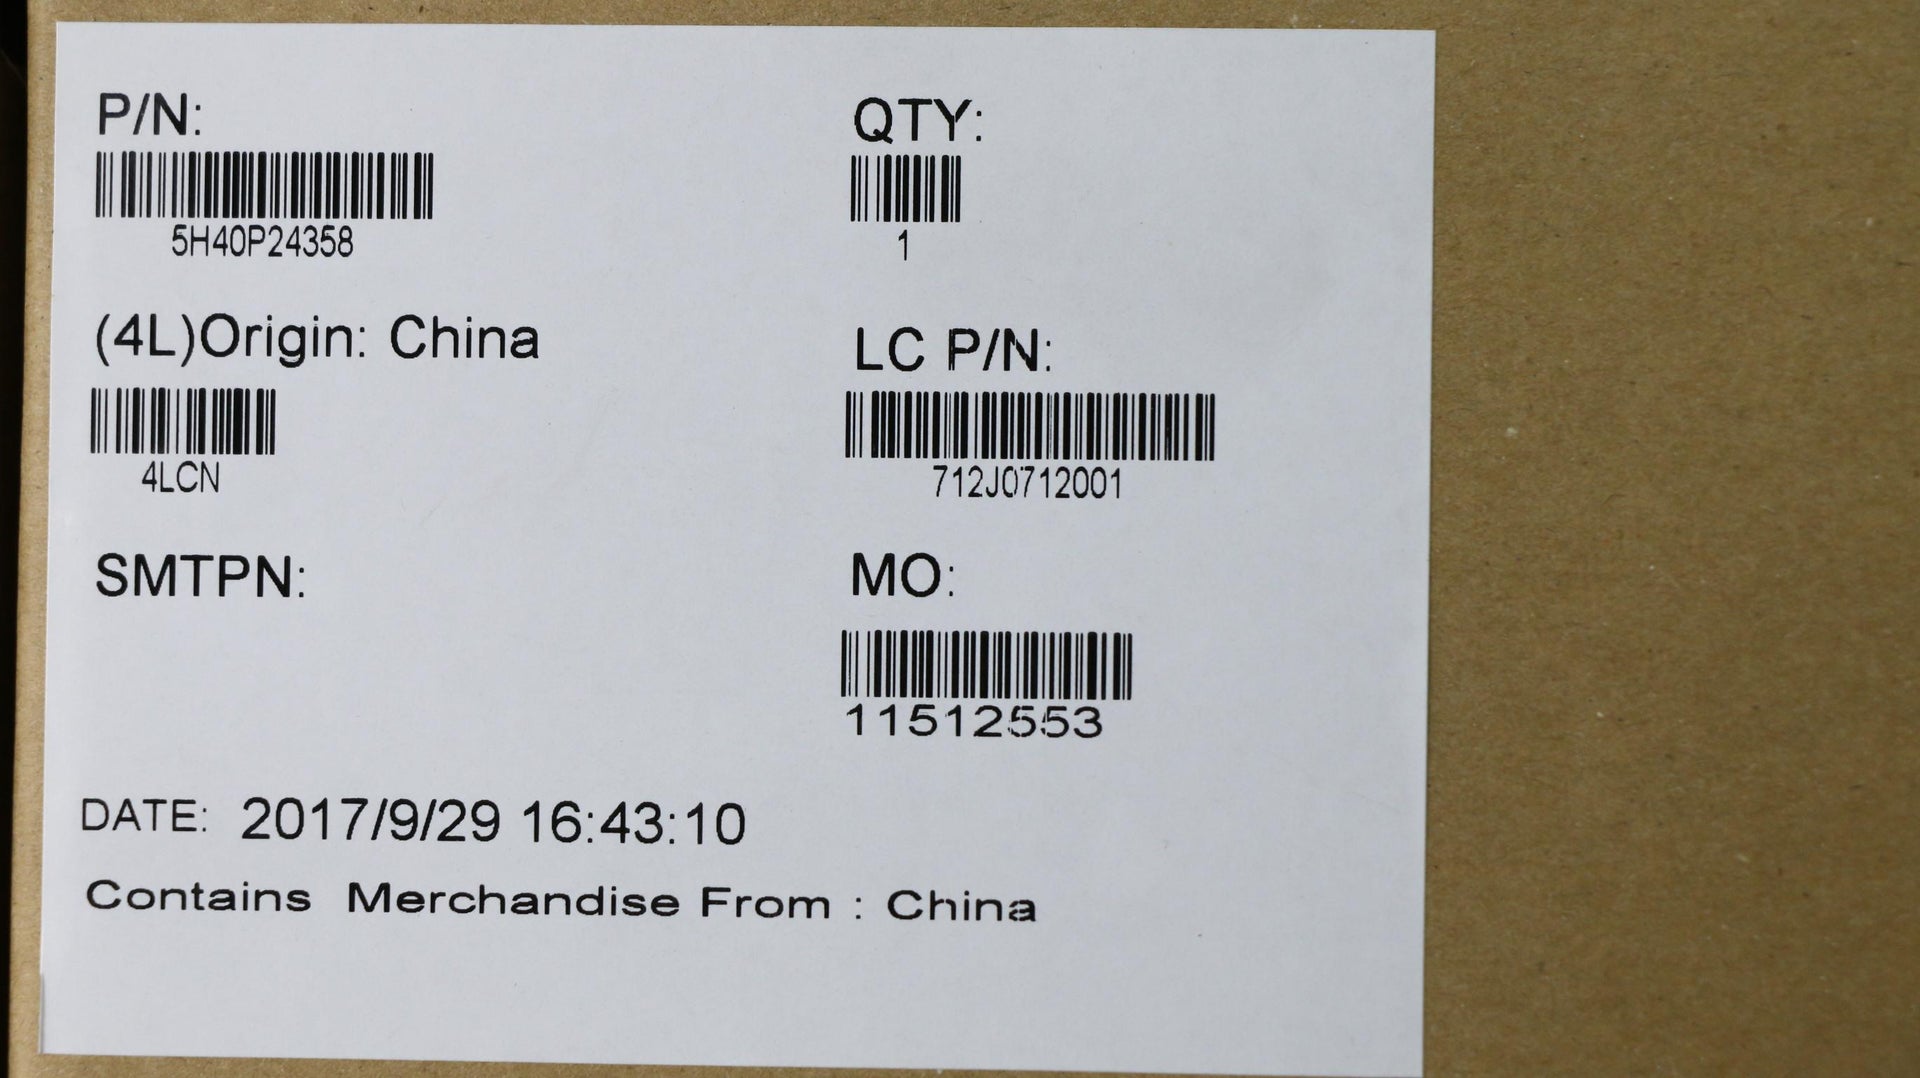 P/N:
5H40P24358
QTY:
1
(4L)Origin: China
4LCN
LC P/N:
712J0712001
SMTPN:
MO:
11512553
DATE: 2017/9/29 16:43:10
Contains Merchandise From : China